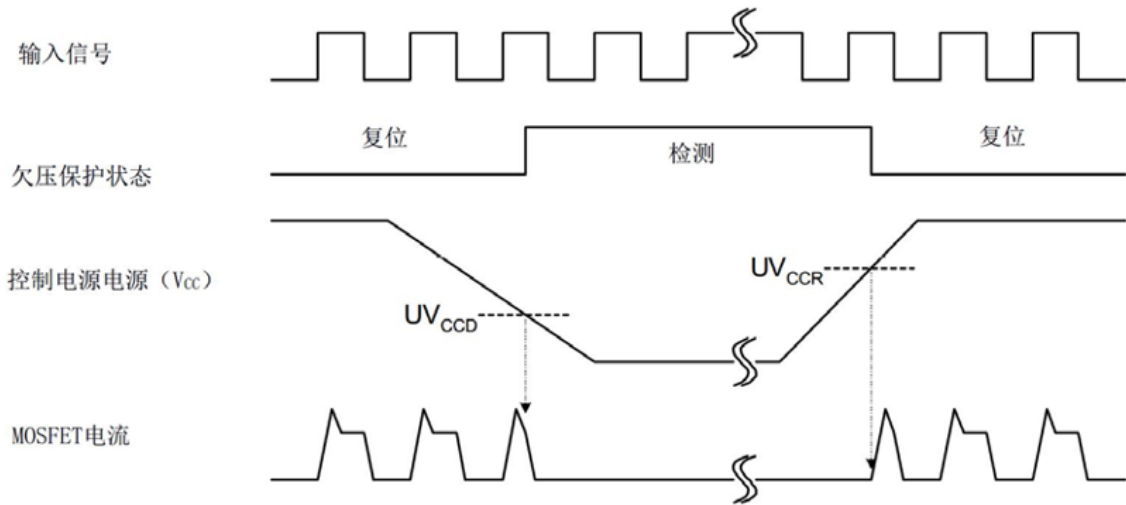 输入信号
复位
检测
复位
欠压保护状态
控制电源电源（Vcc）
UVCCD
UVCCR
MOSFET电流